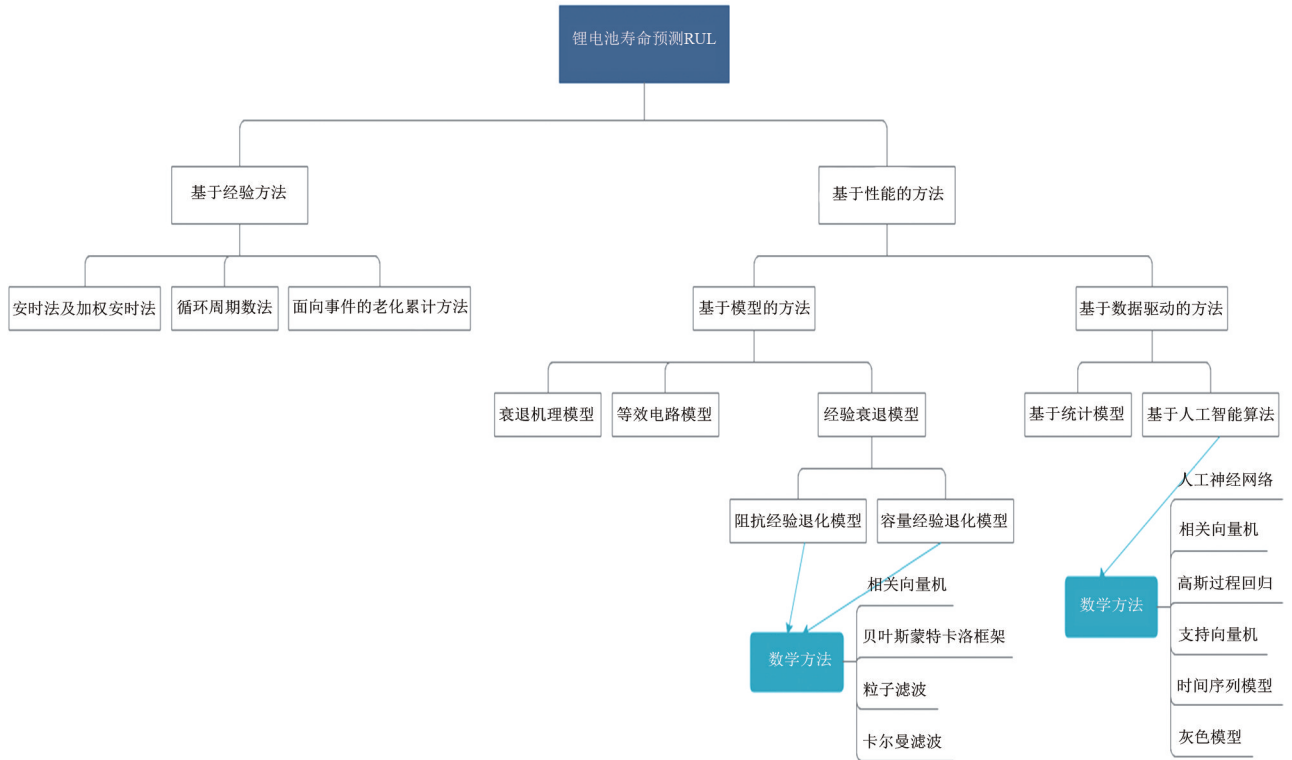 锂电池寿命预测RUL
基于经验方法
基于性能的方法
安时法及加权安时法
循环周期数法
面向事件的老化累计方法
基于模型的方法
基于数据驱动的方法
衰退机理模型
等效电路模型
经验衰退模型
基于统计模型
基于人工智能算法
阻抗经验退化模型
容量经验退化模型
数学方法
相关向量机
贝叶斯蒙特卡洛框架
粒子滤波
卡尔曼滤波
数学方法
人工神经网络
相关向量机
高斯过程回归
支持向量机
时间序列模型
灰色模型